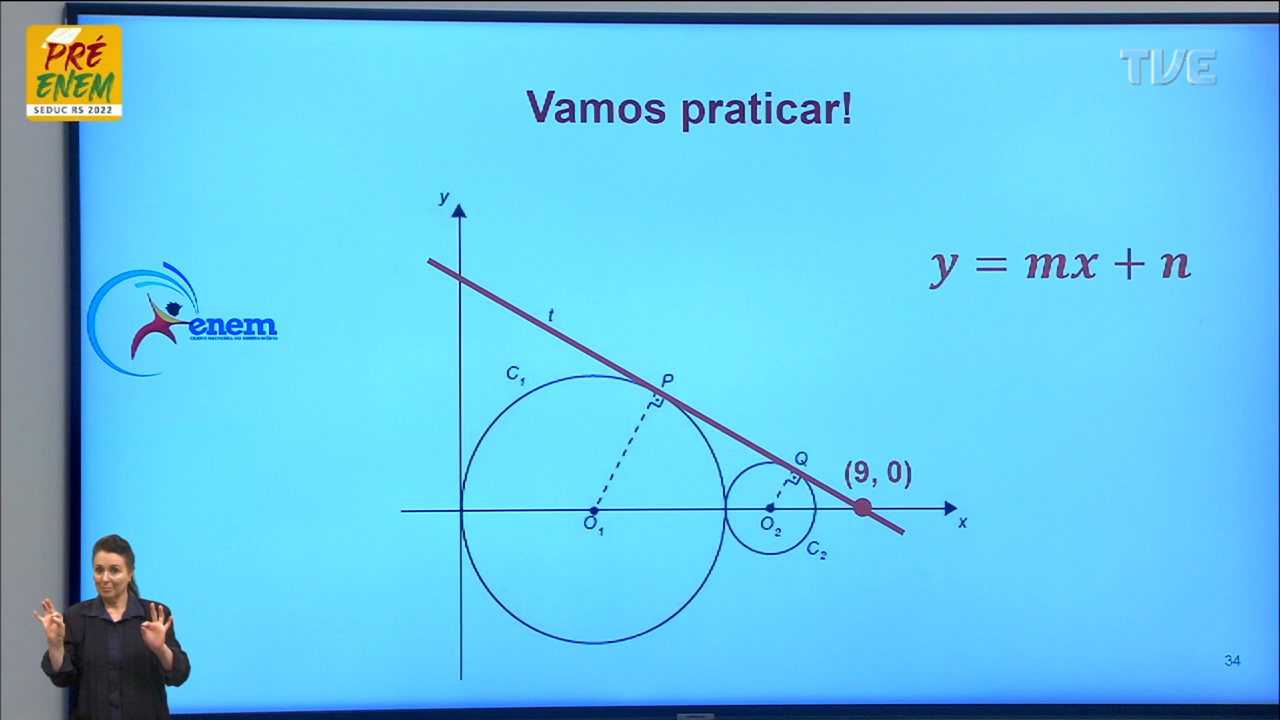 PRÉ
ENEM
SEDUC RS 2022
TVE
Vamos praticar!
y
y = mx + n
t
enem
C₁
P
Q
(9, 0)
O₁
O₂
x
C₂
34